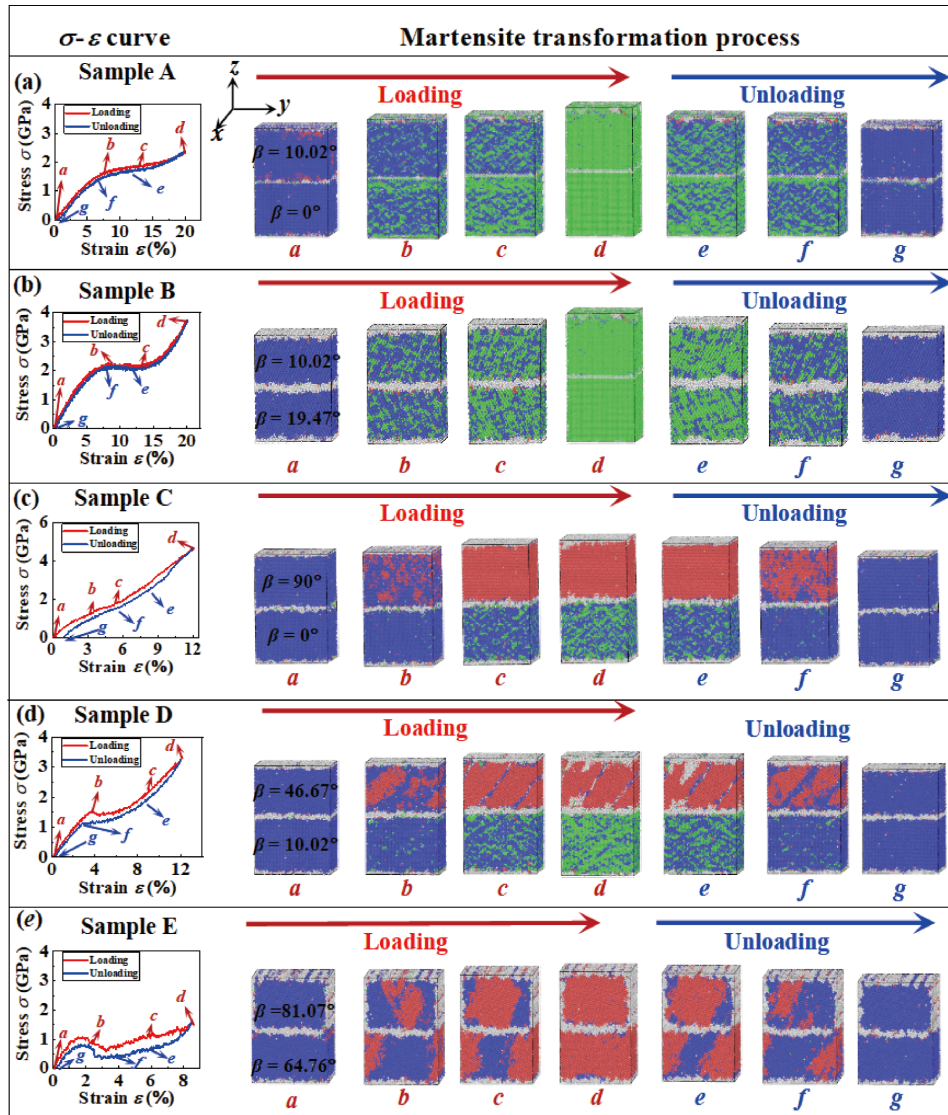 σ- ε curve
Martensite transformation process
(a)
Sample A
Stress σ (GPa)
4
3
2
1
0
Loading
Unloading
a
b
c
d
e
f
g
0 5 10 15 20
Strain ε (%)
z
y
x
Loading
Unloading
β = 10.02°
β = 0°
a b c d e f g
(b)
Sample B
Stress σ (GPa)
4
3
2
1
0
Loading
Unloading
a
b
c
d
e
f
g
0 5 10 15 20
Strain ε (%)
Loading
Unloading
β = 10.02°
β = 19.47°
a b c d e f g
(c)
Sample C
Stress σ (GPa)
6
4
2
0
Loading
Unloading
a
b
c
d
e
f
g
0 3 6 9 12
Strain ε (%)
Loading
Unloading
β = 90°
β = 0°
a b c d e f g
(d)
Sample D
Stress σ (GPa)
4
3
2
1
0
Loading
Unloading
a
b
c
d
e
f
g
0 4 8 12
Strain ε (%)
Loading
Unloading
β = 46.67°
β = 10.02°
a b c d e f g
(e)
Sample E
Stress σ (GPa)
4
3
2
1
0
Loading
Unloading
a
b
c
d
e
f
g
0 2 4 6 8
Strain ε (%)
Loading
Unloading
β =81.07°
β = 64.76°
a b c d e f g